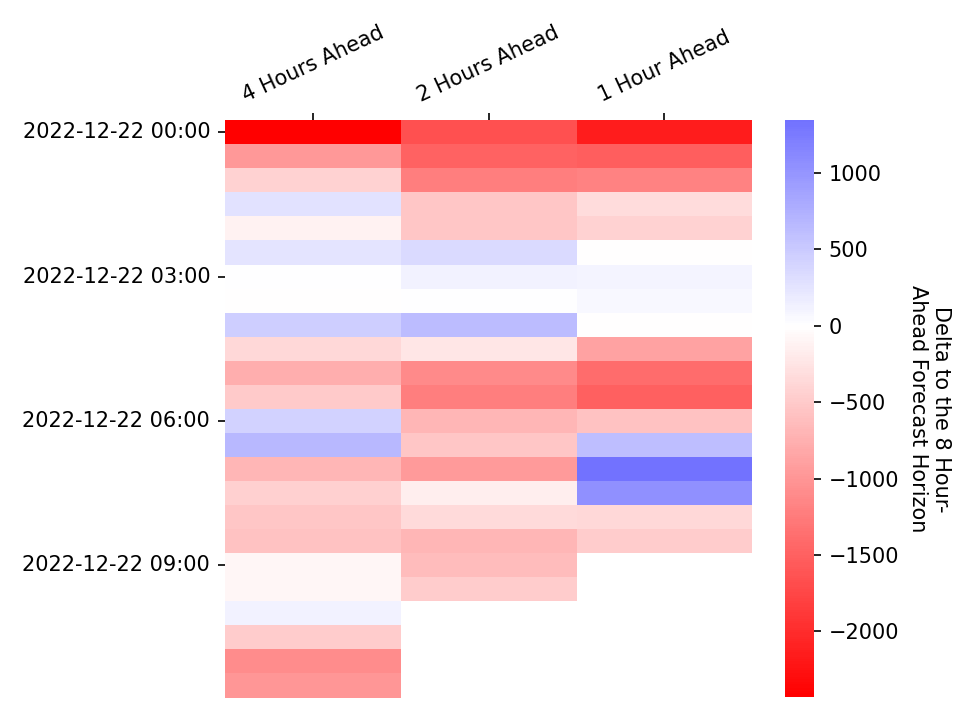 4 Hours Ahead
2 Hours Ahead
1 Hour Ahead
2022-12-22 00:00
2022-12-22 03:00
2022-12-22 06:00
2022-12-22 09:00
1000
500
0
−500
−1000
−1500
−2000
Delta to the 8 Hour-
Ahead Forecast Horizon